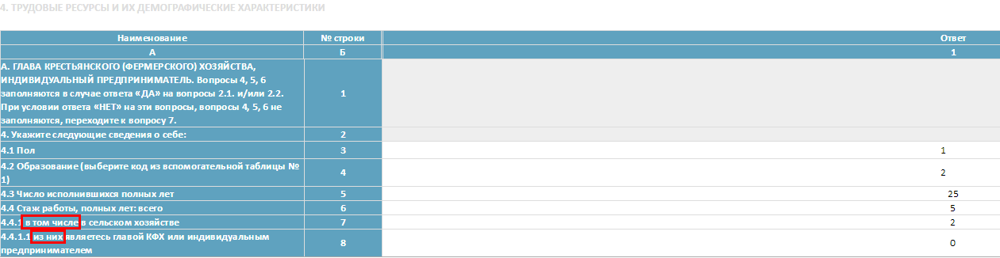 4. ТРУДОВЫЕ РЕСУРСЫ И ИХ ДЕМОГРАФИЧЕСКИЕ ХАРАКТЕРИСТИКИ
Наименование № строки Ответ
А Б 1
А. ГЛАВА КРЕСТЬЯНСКОГО (ФЕРМЕРСКОГО) ХОЗЯЙСТВА,
ИНДИВИДУАЛЬНЫЙ ПРЕДПРИНИМАТЕЛЬ. Вопросы 4, 5, 6
заполняются в случае ответа «ДА» на вопросы 2.1. и/или 2.2.
При условии ответа «НЕТ» на эти вопросы, вопросы 4, 5, 6 не
заполняются, переходите к вопросу 7.
1
4. Укажите следующие сведения о себе: 2
4.1 Пол 3 1
4.2 Образование (выберите код из вспомогательной таблицы №
1)
4 2
4.3 Число исполнившихся полных лет 5 25
4.4 Стаж работы, полных лет: всего 6 5
4.4.1 в том числе в сельском хозяйстве 7 2
4.4.1.1 из них являетесь главой КФХ или индивидуальным
предпринимателем
8 0